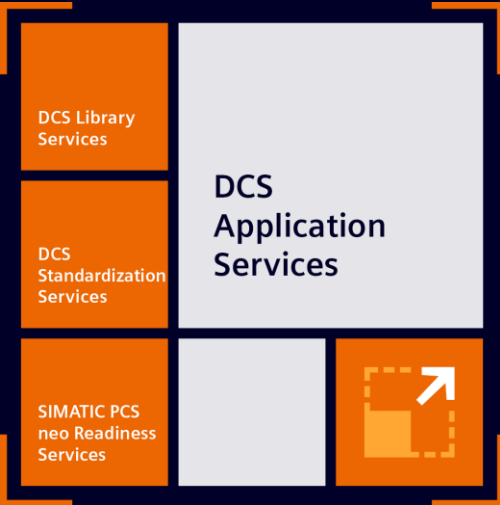 DCS Library
Services
DCS
Application
Services
DCS
Standardization
Services
SIMATIC PCS
neo Readiness
Services